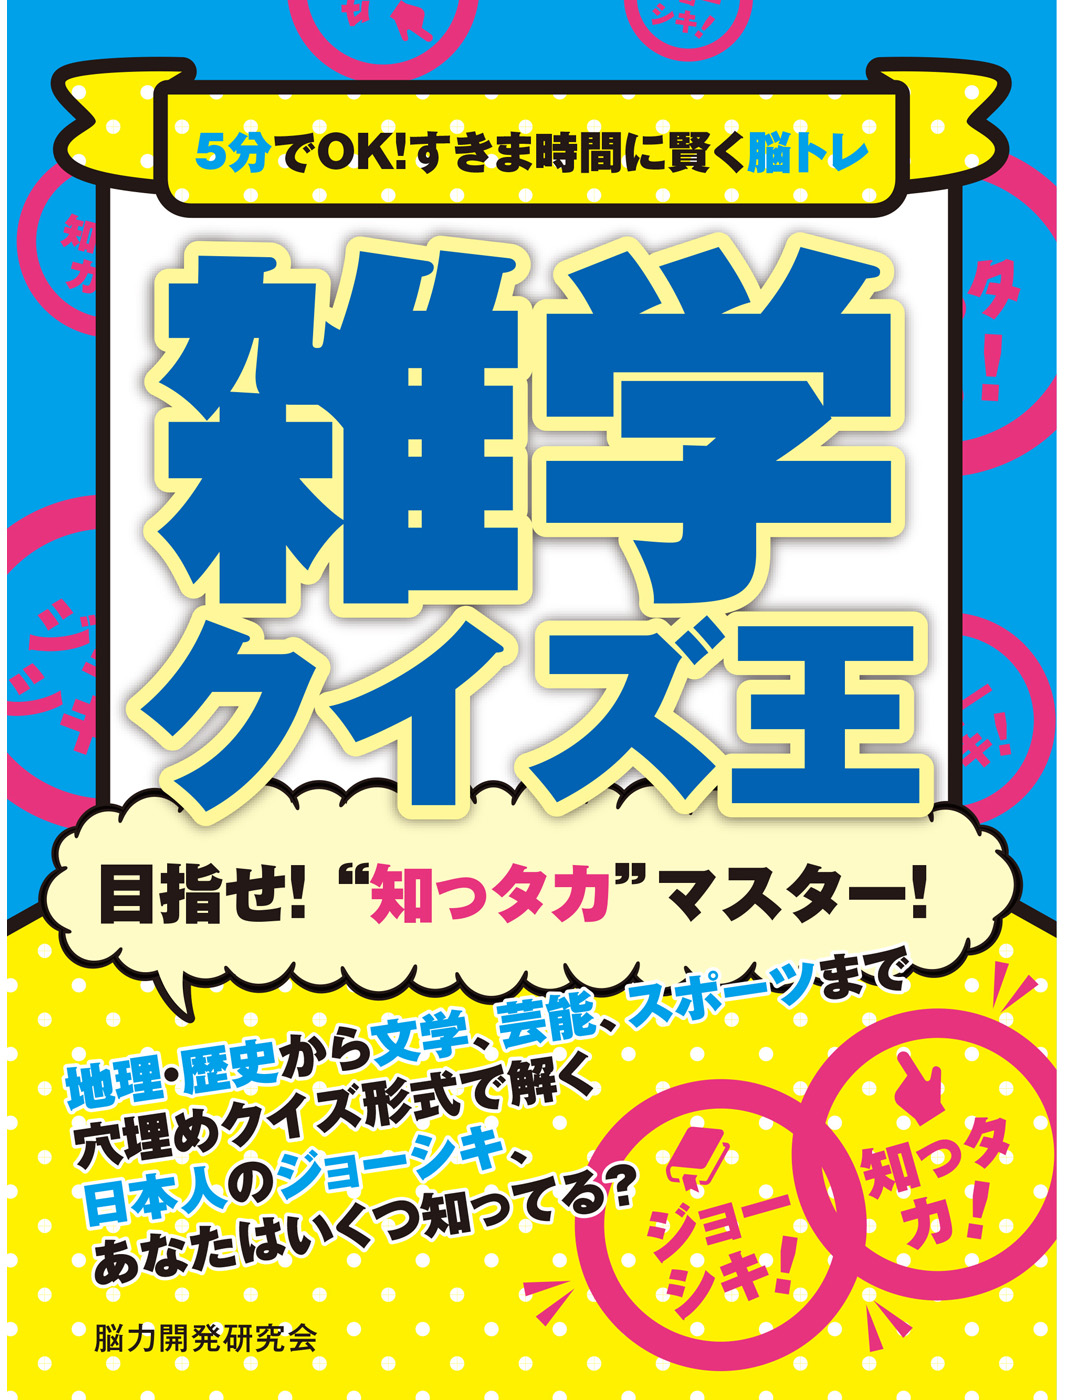 シキ!
5分でOK!すきま時間に賢く脳トレ
雑学
クイズ王
目指せ! “知っタカ” マスター!
地理・歴史から文学、芸能、スポーツまで
穴埋めクイズ形式で解く
日本人のジョーシキ、
あなたはいくつ知ってる?
ジョー
シキ!
知っタ
カ!
脳力開発研究会